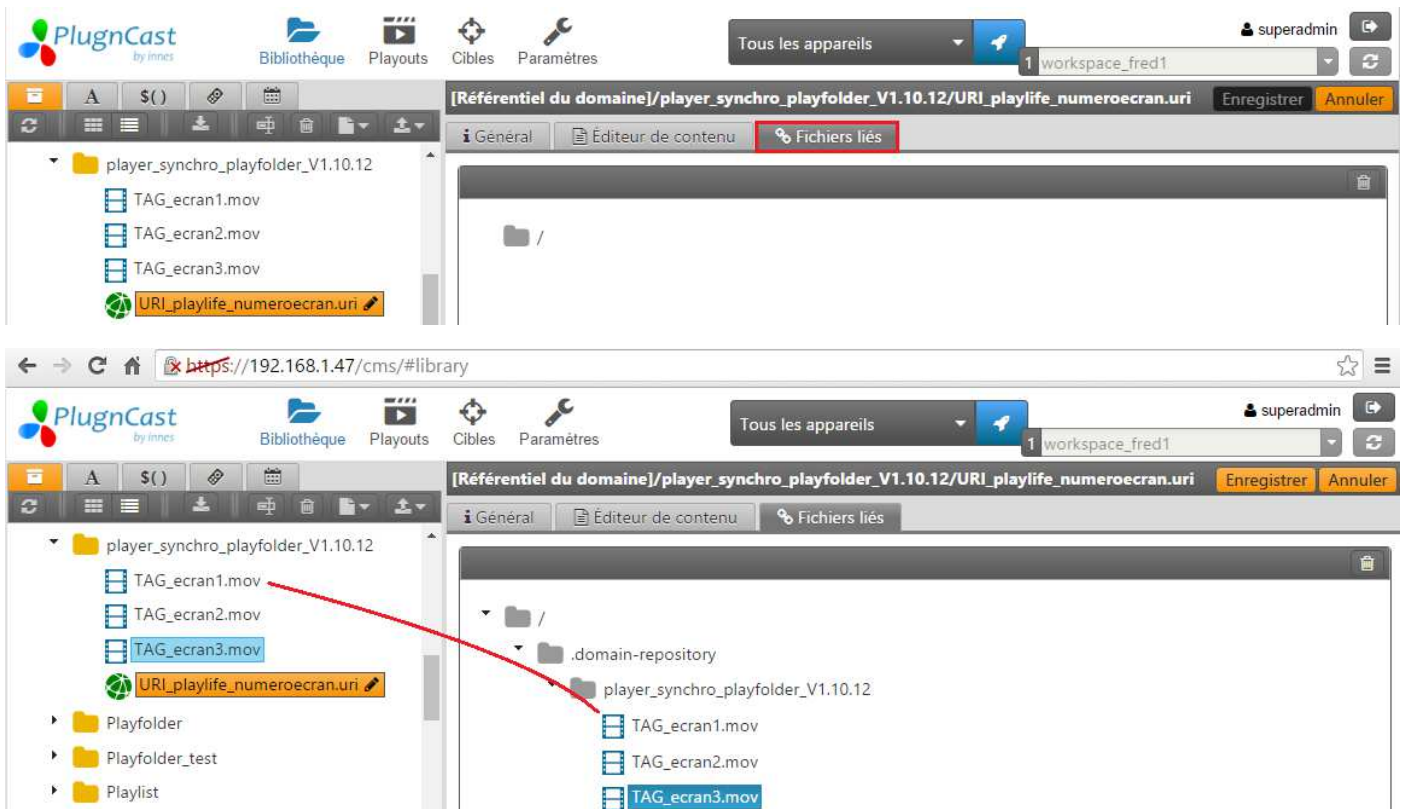 PlugnCast
by innes
Bibliothèque
Playouts
Cibles
Paramètres
Tous les appareils
superadmin
1 workspace_fred1
A $()
[Référentiel du domaine]/player_synchro_playfolder_V1.10.12/URI_playlife_numeroecran.uri
Enregistrer
Annuler
i Général
Éditeur de contenu
Fichiers liés
player_synchro_playfolder_V1.10.12
TAG_ecran1.mov
TAG_ecran2.mov
TAG_ecran3.mov
URI_playlife_numeroecran.uri
/
https://192.168.1.47/cms/#library
PlugnCast
by innes
Bibliothèque
Playouts
Cibles
Paramètres
Tous les appareils
superadmin
1 workspace_fred1
A $()
[Référentiel du domaine]/player_synchro_playfolder_V1.10.12/URI_playlife_numeroecran.uri
Enregistrer
Annuler
i Général
Éditeur de contenu
Fichiers liés
player_synchro_playfolder_V1.10.12
TAG_ecran1.mov
TAG_ecran2.mov
TAG_ecran3.mov
URI_playlife_numeroecran.uri
Playfolder
Playfolder_test
Playlist
/
.domain-repository
player_synchro_playfolder_V1.10.12
TAG_ecran1.mov
TAG_ecran2.mov
TAG_ecran3.mov